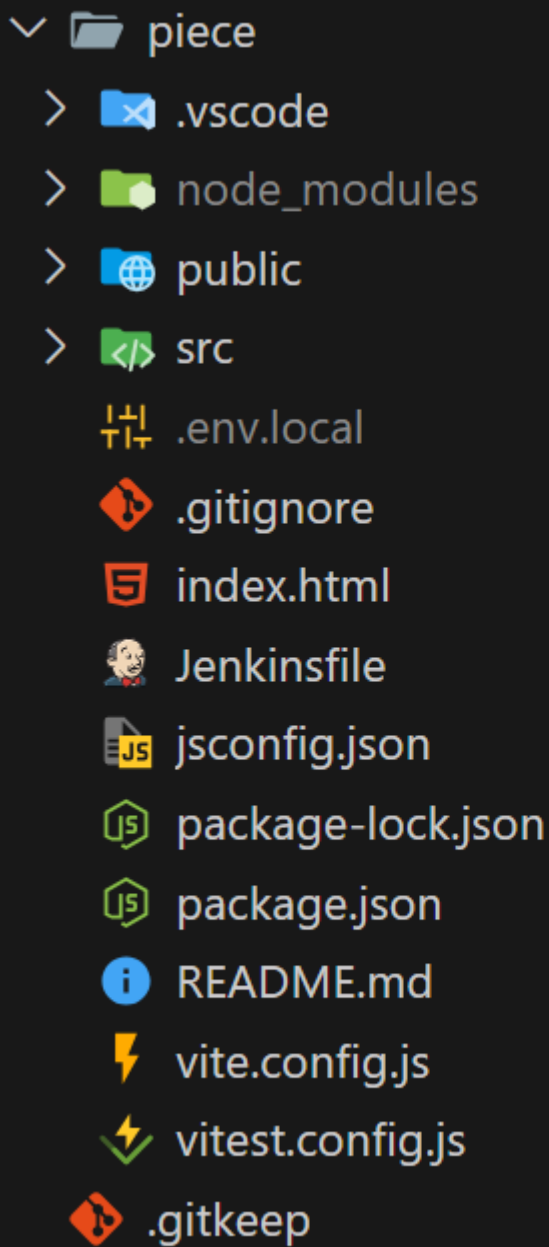 piece
.vscode
node_modules
public
src
.env.local
.gitignore
index.html
Jenkinsfile
jsconfig.json
package-lock.json
package.json
README.md
vite.config.js
vitest.config.js
.gitkeep